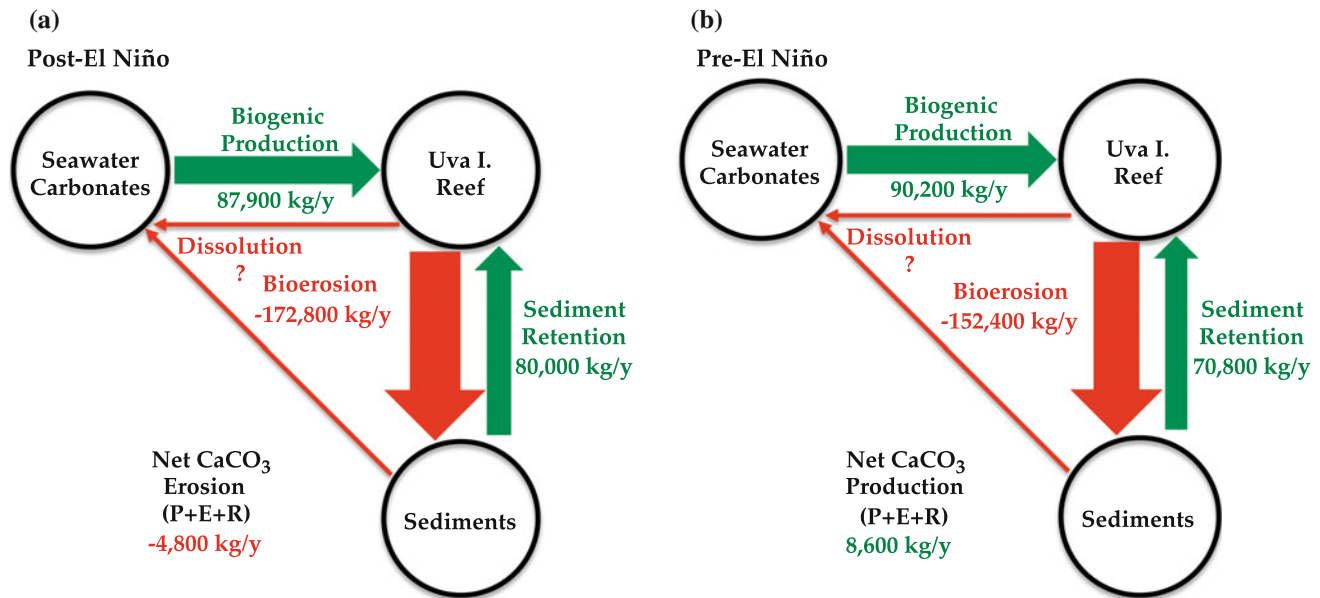 (a)
Post-El Niño
Seawater
Carbonates
Biogenic
Production
87,900 kg/y
Uva I.
Reef
Dissolution
?
Bioerosion
-172,800 kg/y
Sediment
Retention
80,000 kg/y
Net CaCO₃
Erosion
(P+E+R)
-4,800 kg/y
Sediments
(b)
Pre-El Niño
Seawater
Carbonates
Biogenic
Production
90,200 kg/y
Uva I.
Reef
Dissolution
?
Bioerosion
-152,400 kg/y
Sediment
Retention
70,800 kg/y
Net CaCO₃
Production
(P+E+R)
8,600 kg/y
Sediments